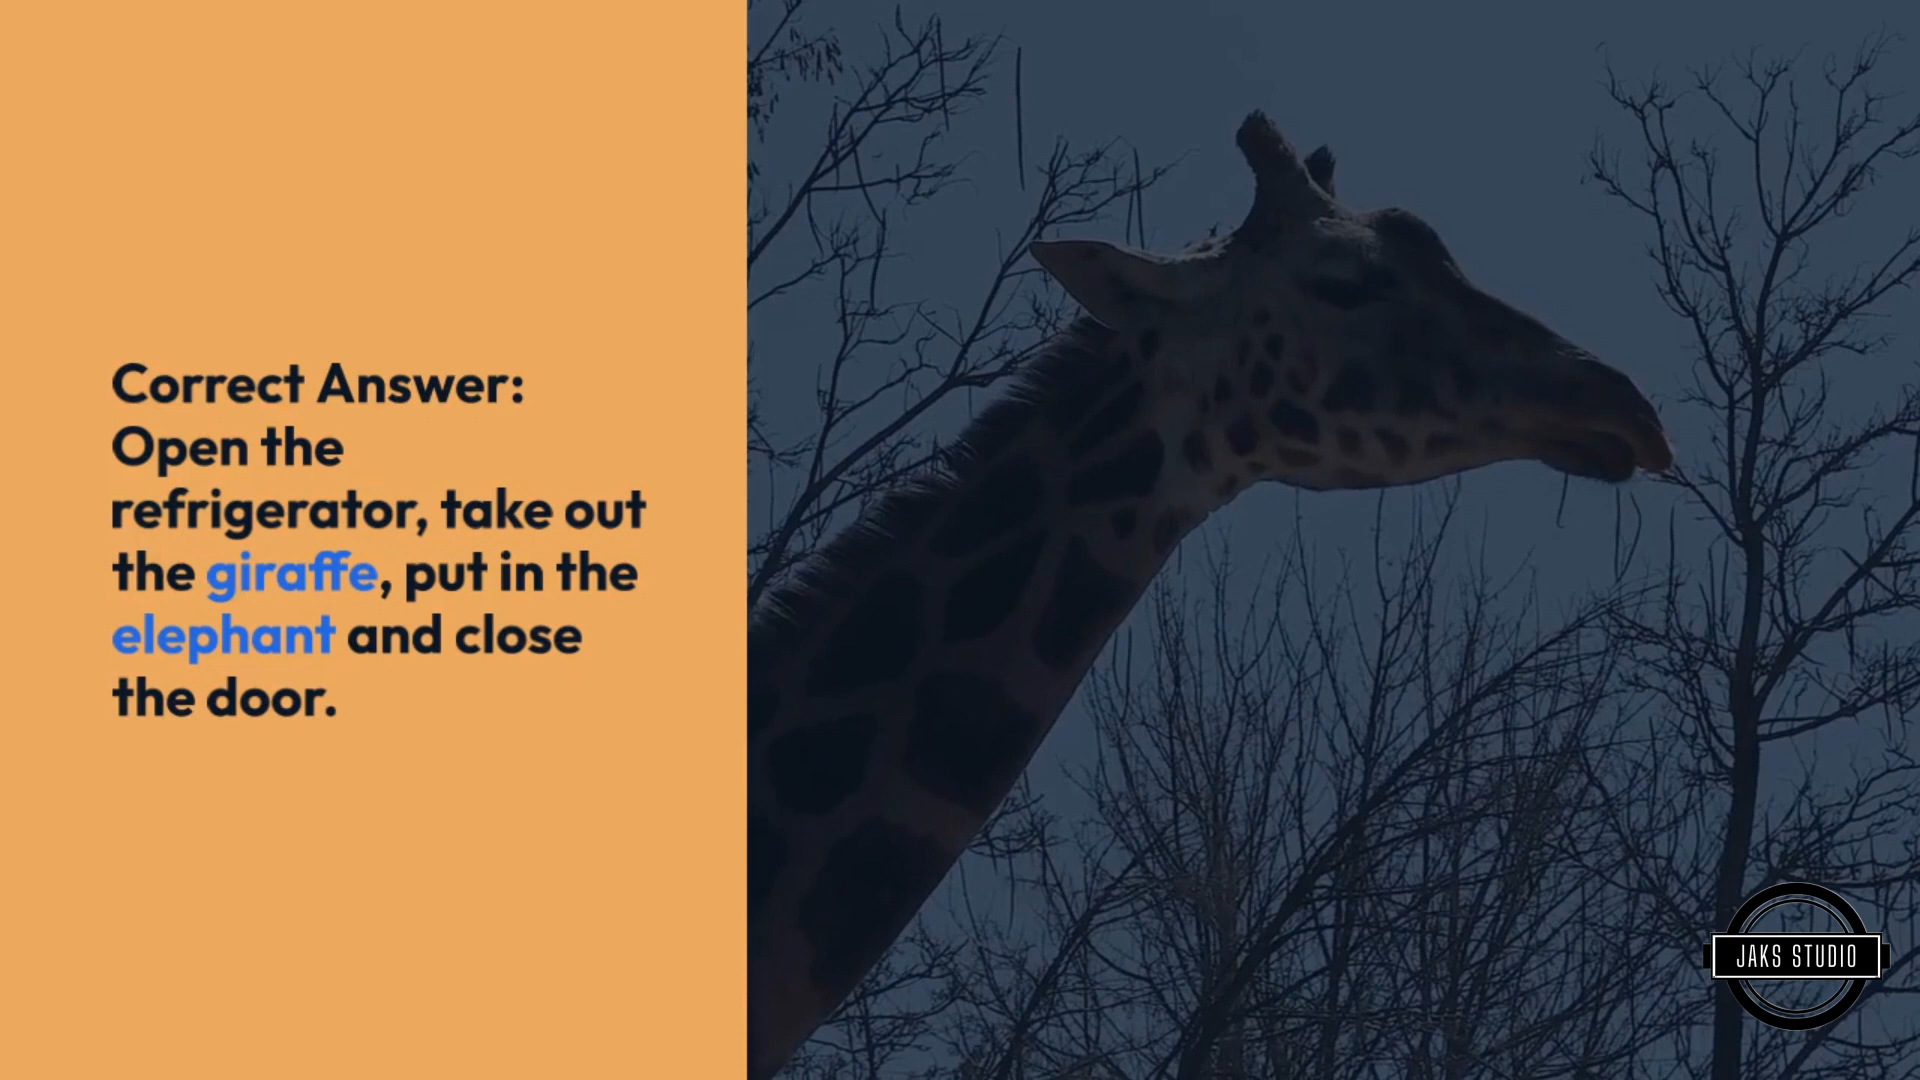 Correct Answer:
Open the
refrigerator, take out
the giraffe, put in the
elephant and close
the door.
JAKS STUDIO